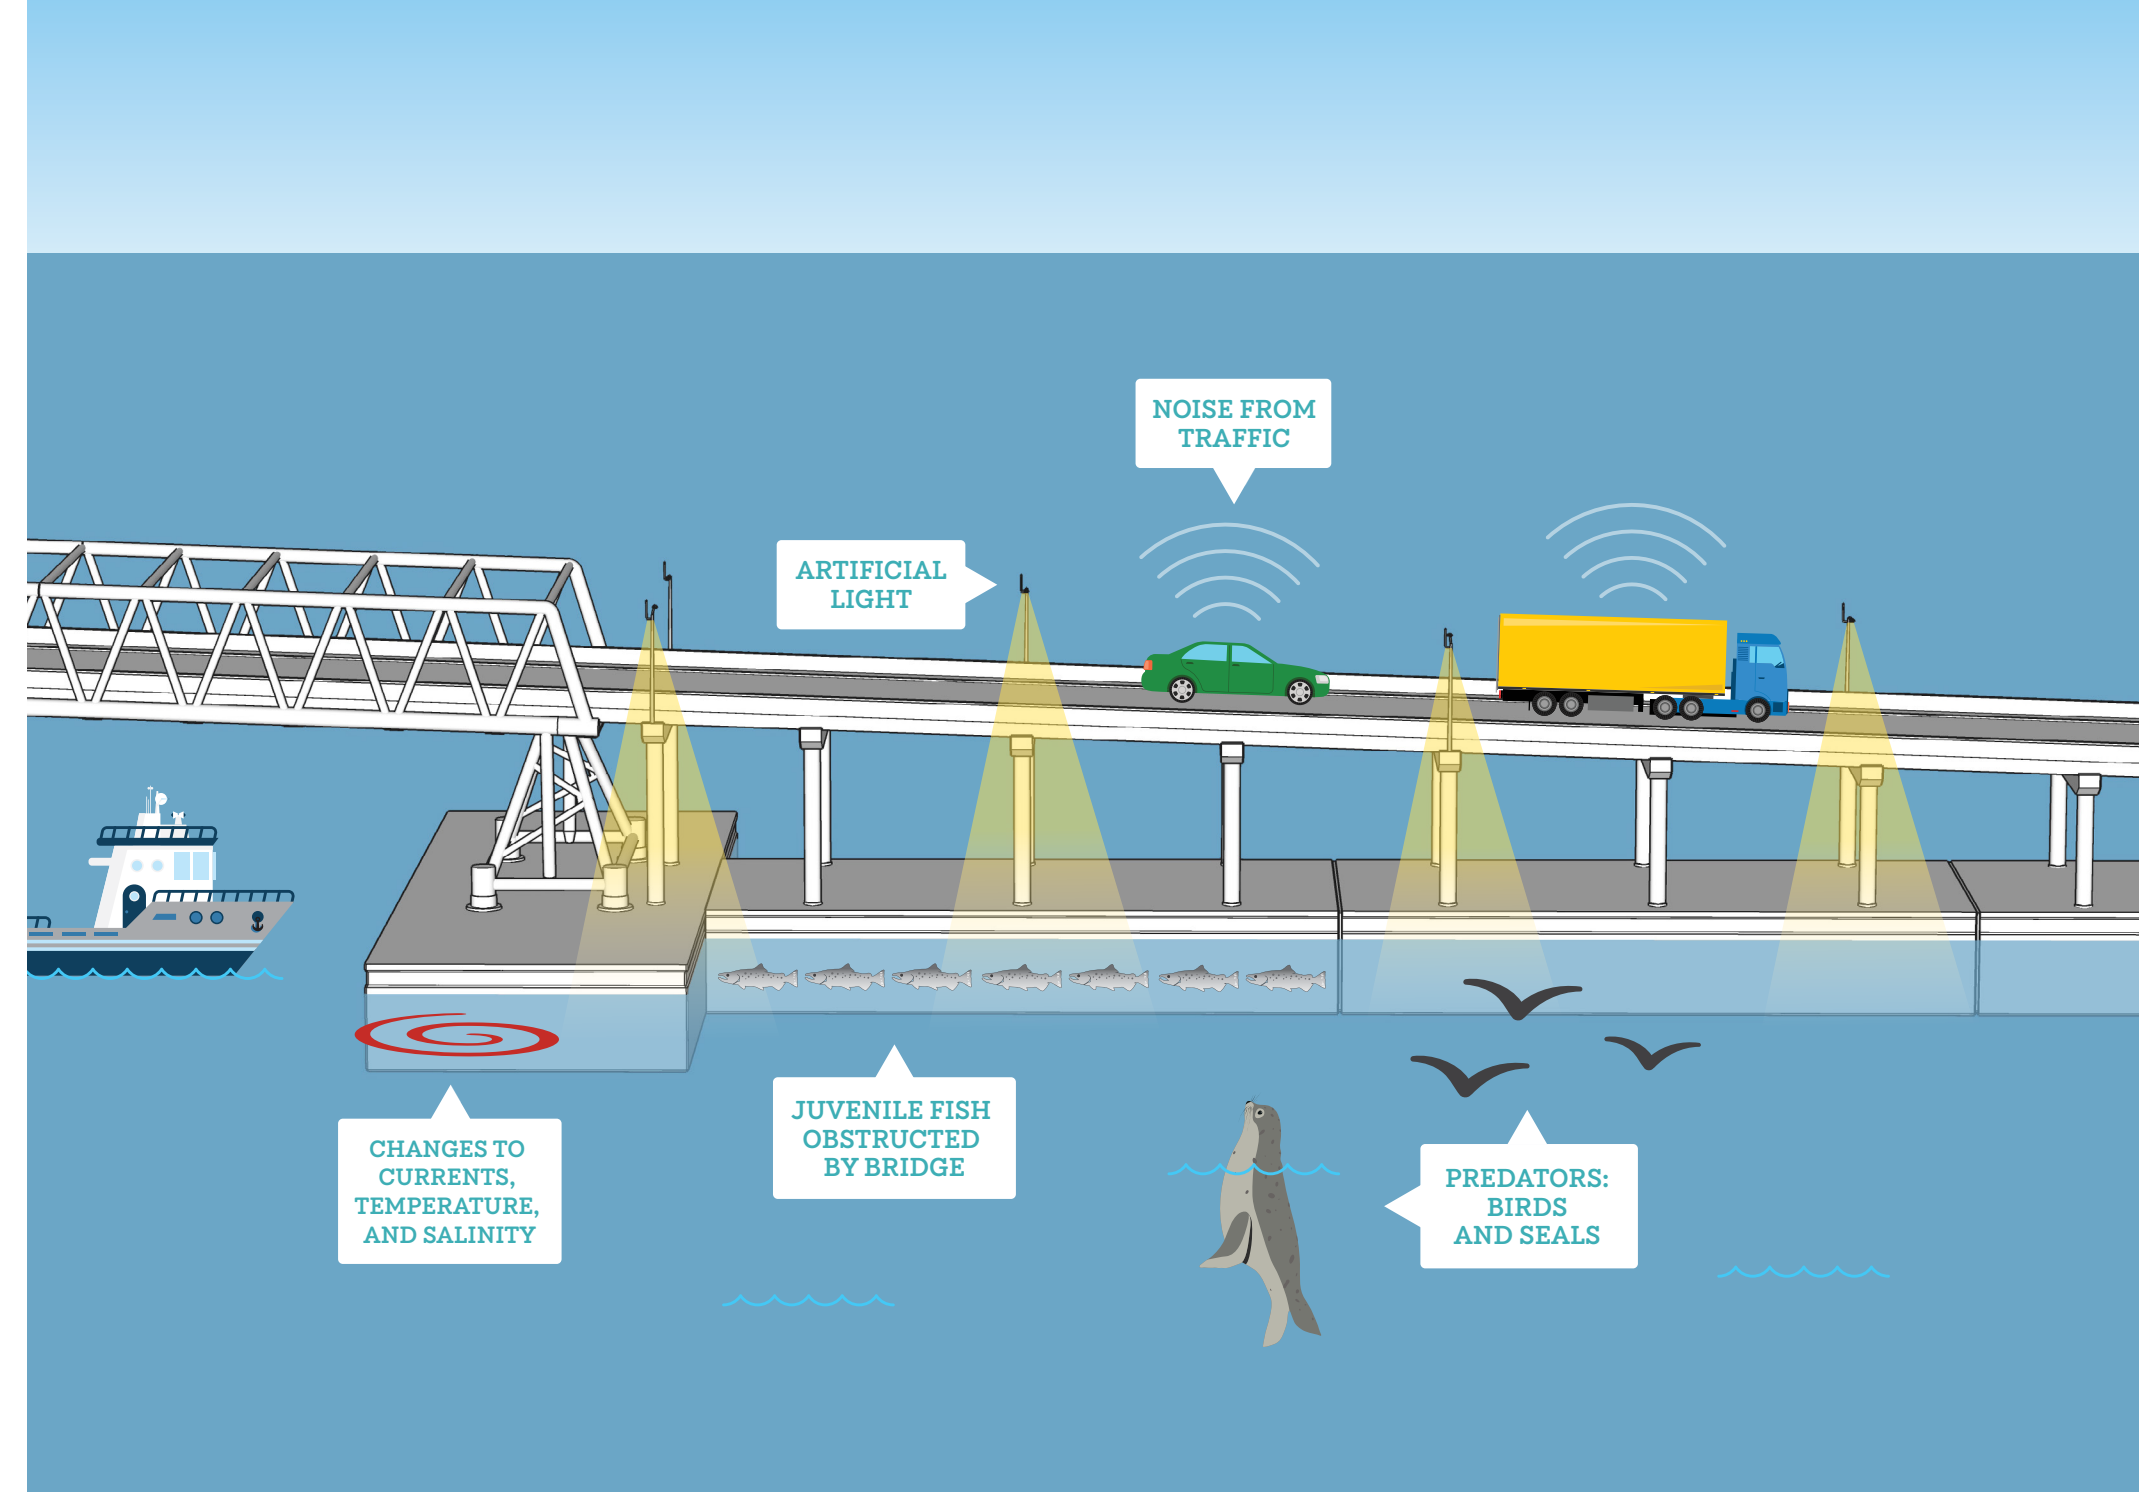 NOISE FROM
TRAFFIC
ARTIFICIAL
LIGHT
JUVENILE FISH
OBSTRUCTED
BY BRIDGE
CHANGES TO
CURRENTS,
TEMPERATURE,
AND SALINITY
PREDATORS:
BIRDS
AND SEALS